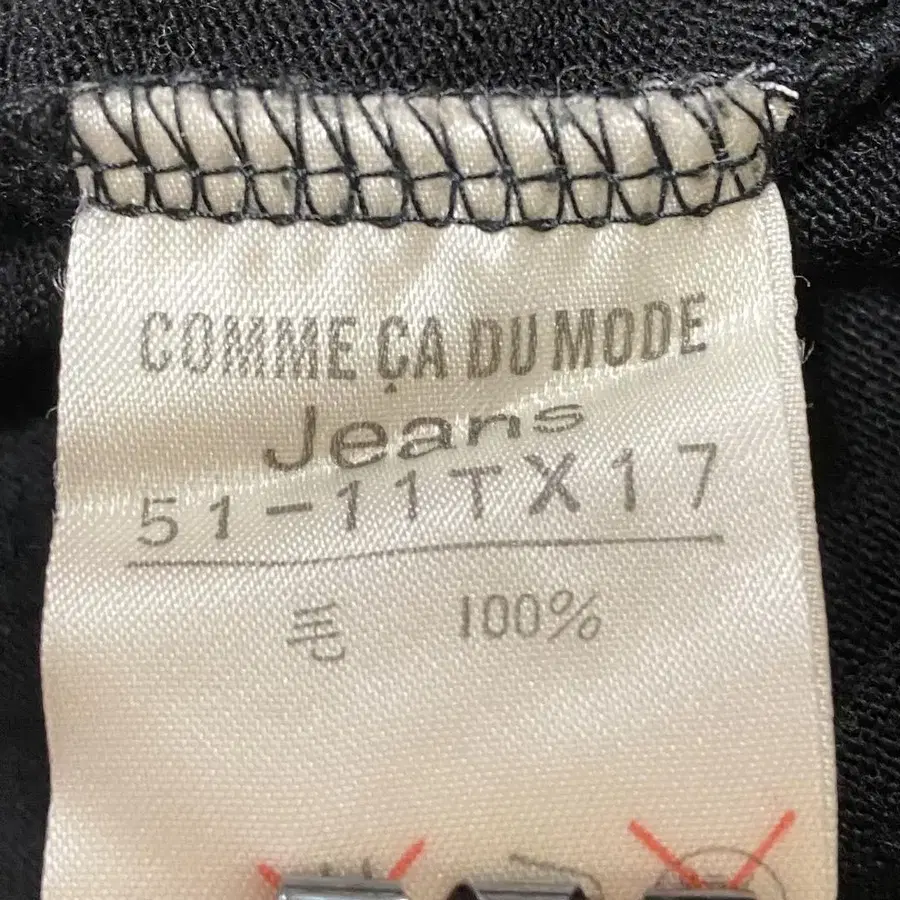 COMME ÇA DU MODE
Jeans
51-11TX17
毛 100%